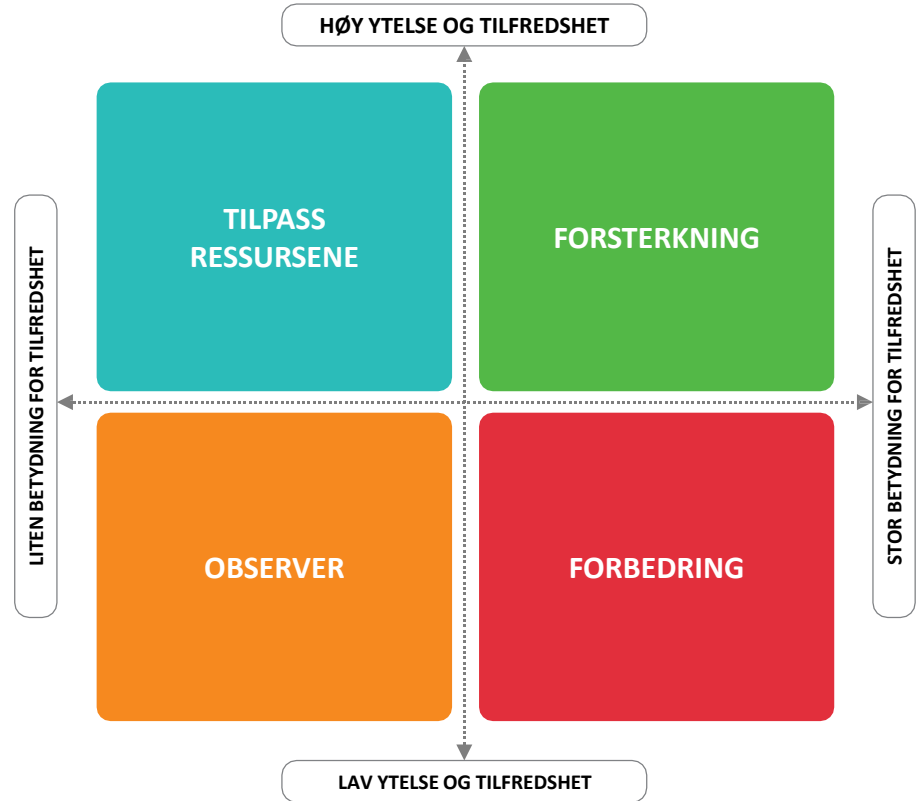 HØY YTELSE OG TILFREDSHET
TILPASS
RESSURSENE
FORSTERKNING
LITEN BETYDNING FOR TILFREDSHET
STOR BETYDNING FOR TILFREDSHET
OBSERVER
FORBEDRING
LAV YTELSE OG TILFREDSHET